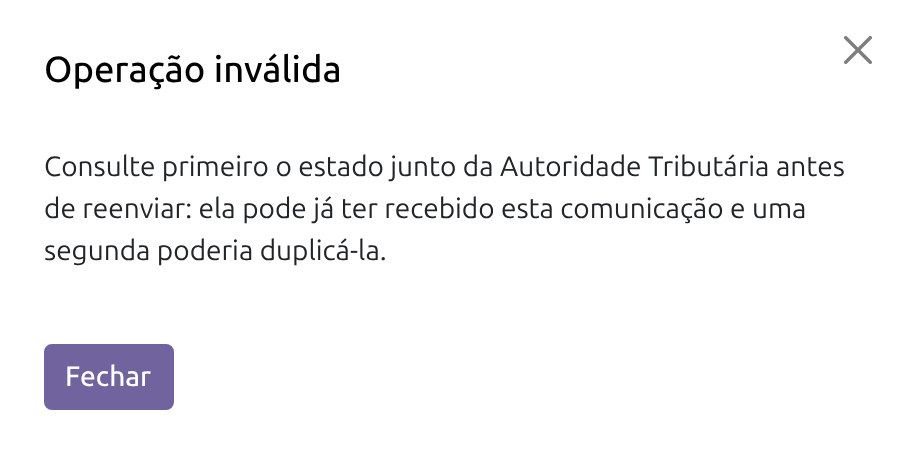 Operação inválida
Consulte primeiro o estado junto da Autoridade Tributária antes
de reenviar: ela pode já ter recebido esta comunicação e uma
segunda poderia duplicá-la.
Fechar